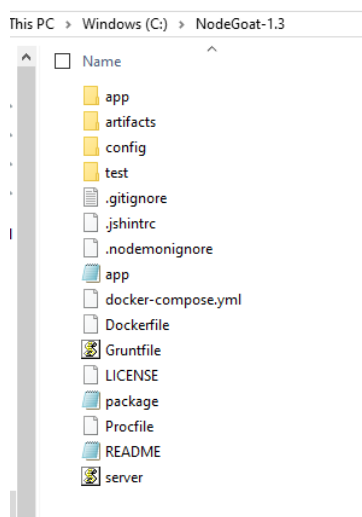 This PC > Windows (C:) > NodeGoat-1.3
Name
app
artifacts
config
test
.gitignore
.jshintrc
.nodemonignore
app
docker-compose.yml
Dockerfile
Gruntfile
LICENSE
package
Procfile
README
server